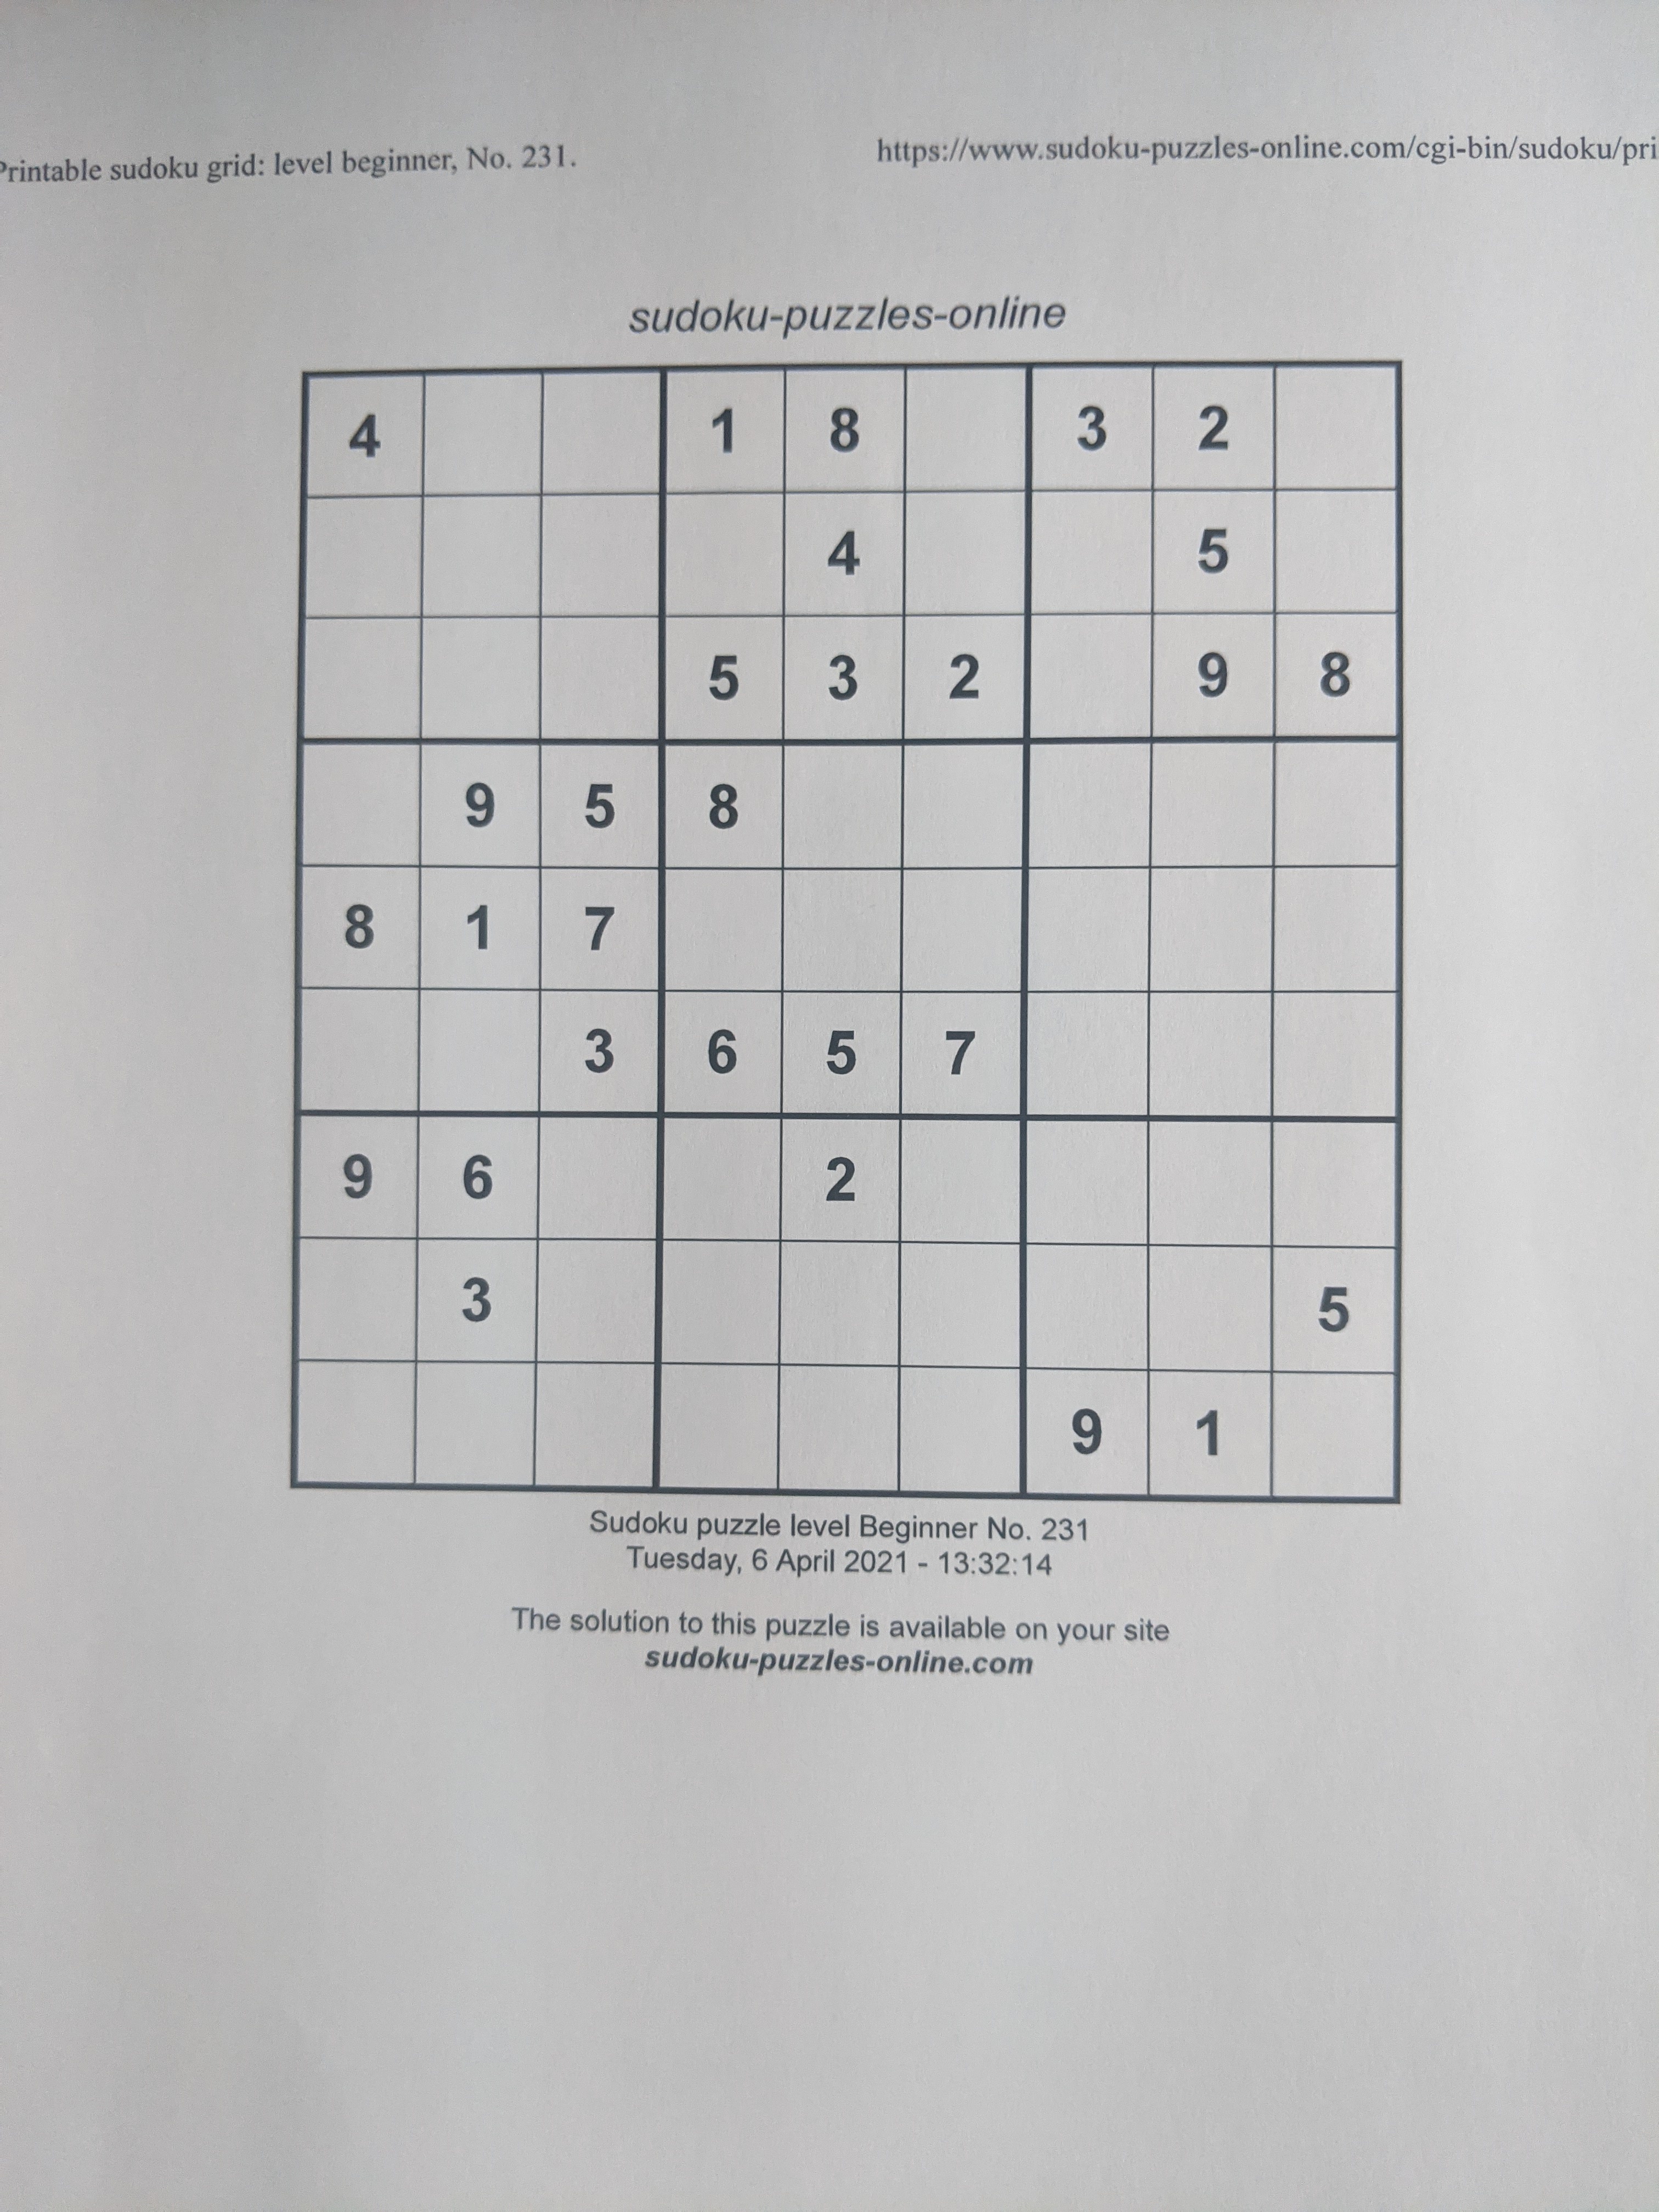 Printable sudoku grid: level beginner, No. 231.
https://www.sudoku-puzzles-online.com/cgi-bin/sudoku/pri
sudoku-puzzles-online
4 1 8 3 2
4 5
5 3 2 9 8
9 5 8
8 1 7
3 6 5 7
9 6 2
3 5
9 1
Sudoku puzzle level Beginner No. 231
Tuesday, 6 April 2021 - 13:32:14
The solution to this puzzle is available on your site
sudoku-puzzles-online.com